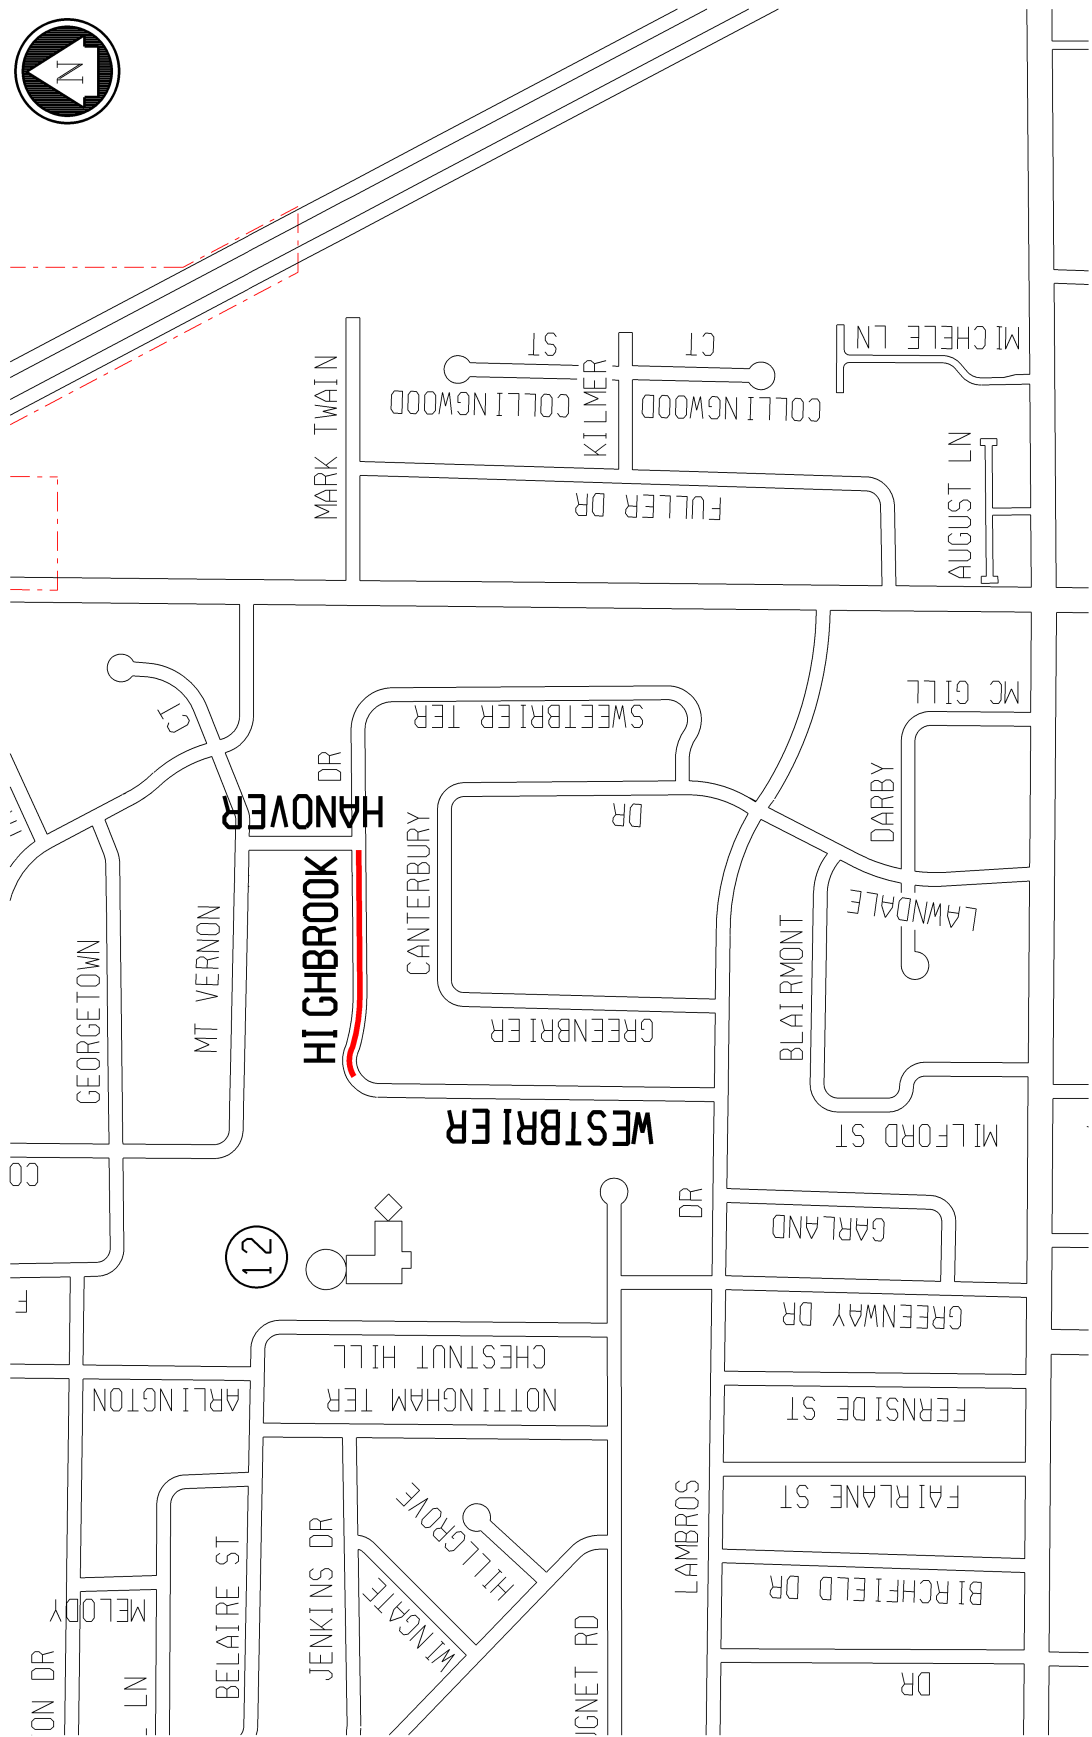 N
ST
CT
MICHELE LN
MARK TWAIN
COLLINGWOOD
KILMER
COLLINGWOOD
AUGUST LN
FULLER DR
MC GILL
CT
SWEETBRIER TER
DR
HANOVER
DR
DARBY
CANTERBURY
HIGHBROOK
LAWNDALE
MT VERNON
GEORGETOWN
BLAIRMONT
GREENBRIER
WESTBRIER
MILFORD ST
CO
DR
GARLAND
12
F
GREENWAY DR
CHESTNUT HILL
ARLINGTON
NOTTINGHAM TER
FERNSIDE ST
HILLGROVE
FAIRLANE ST
LAMBROS
BELAIRE ST
JENKINS DR
MELODY
WINGATE
BIRCHFIELD DR
ON DR
LN
UGNET RD
DR